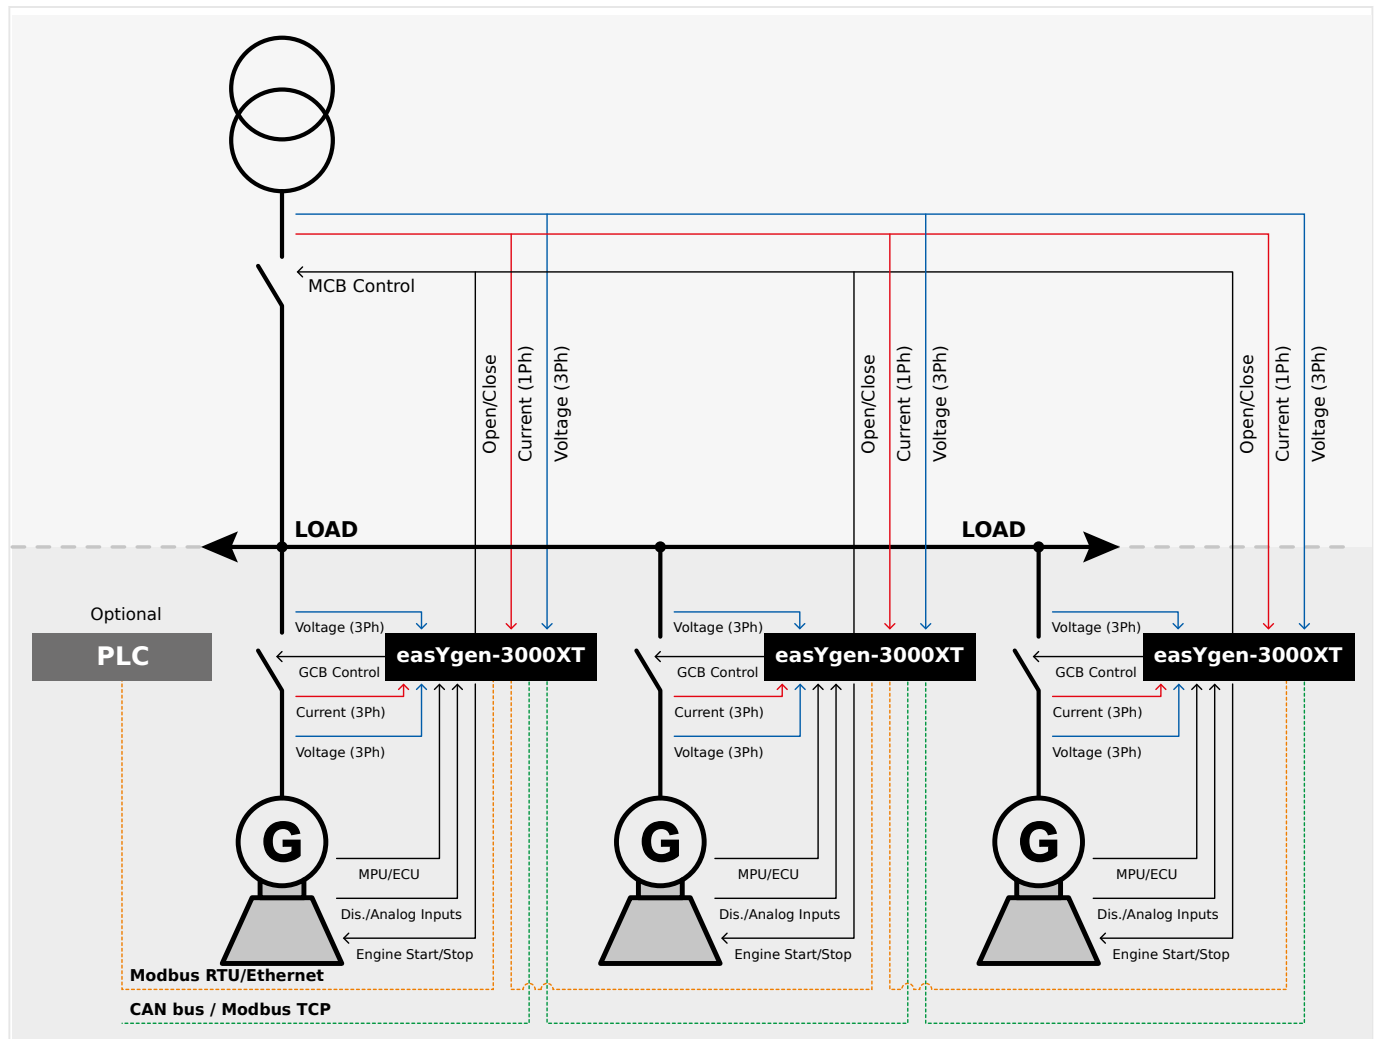 MCB Control
Open/Close
Current (1Ph)
Voltage (3Ph)
Open/Close
Current (1Ph)
Voltage (3Ph)
Open/Close
Current (1Ph)
Voltage (3Ph)
LOAD
LOAD
Optional
PLC
Voltage (3Ph)
easYgen-3000XT
GCB Control
Current (3Ph)
Voltage (3Ph)
G
MPU/ECU
Dis./Analog Inputs
Engine Start/Stop
Voltage (3Ph)
easYgen-3000XT
GCB Control
Current (3Ph)
Voltage (3Ph)
G
MPU/ECU
Dis./Analog Inputs
Engine Start/Stop
Voltage (3Ph)
easYgen-3000XT
GCB Control
Current (3Ph)
Voltage (3Ph)
G
MPU/ECU
Dis./Analog Inputs
Engine Start/Stop
Modbus RTU/Ethernet
CAN bus / Modbus TCP